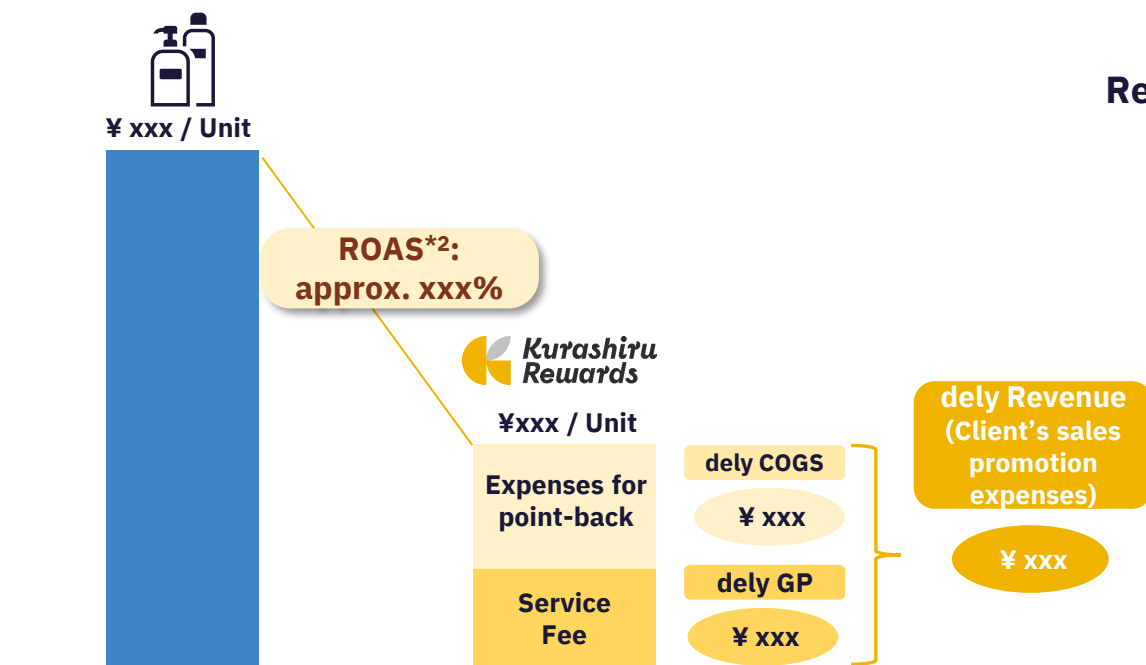 Re
¥ xxx / Unit
ROAS*2:
approx. xxx%
Kurashiru
Rewards
¥xxx / Unit
Expenses for
point-back
Service
Fee
dely COGS
¥ xxx
dely GP
¥ xxx
dely Revenue
(Client’s sales
promotion
expenses)
¥ xxx